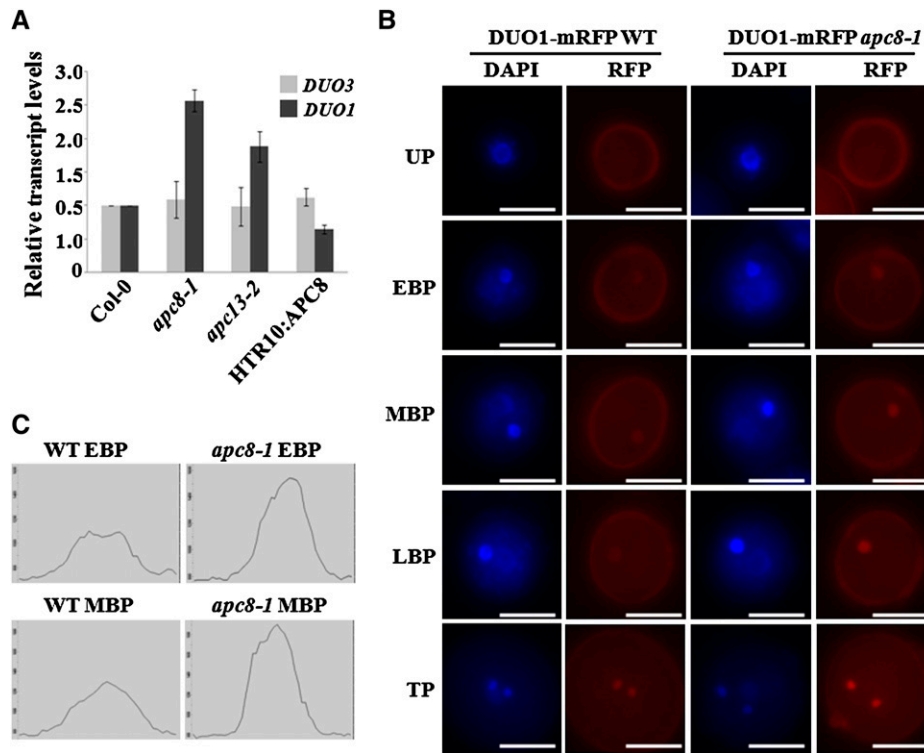 A
Relative transcript levels
3.0
2.5
2.0
1.5
0.5
1.0
0
DUO3
DUO1
Col-0
apc8-1
apc13-2
HTR10:APC8
B
DUO1-mRFP WT
DUO1-mRFP apc8-1
DAPI
RFP
DAPI
RFP
UP
EBP
MBP
LBP
TP
C
WT EBP
apc8-1 EBP
WT MBP
apc8-1 MBP